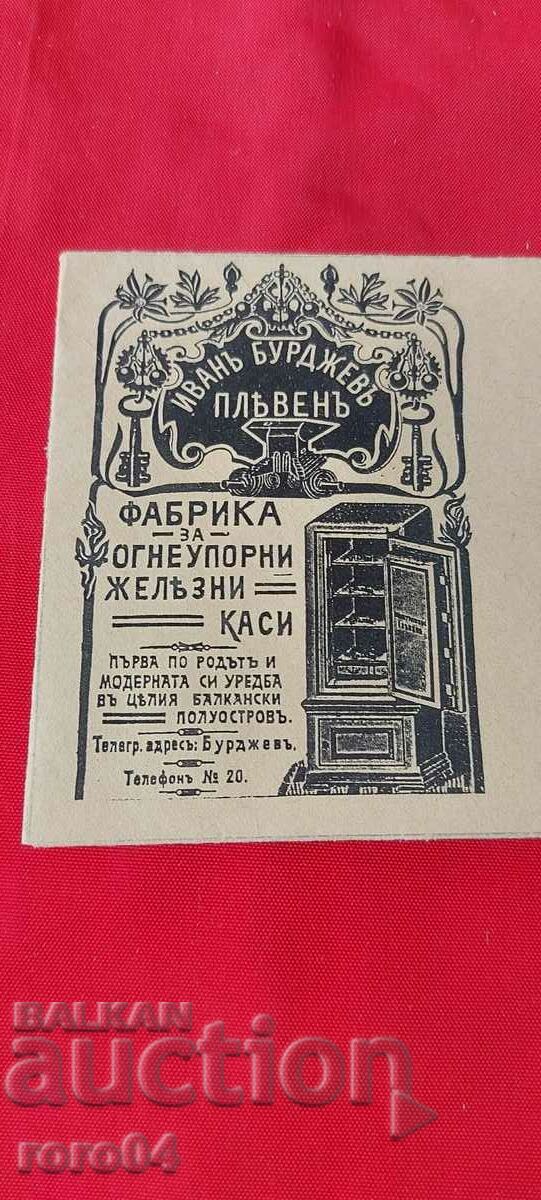 ИВАНЪ БУРДЖЕВЪ
ПЛѢВЕНЪ
ФАБРИКА
ЗА
ОГНЕУПОРНИ
ЖЕЛѢЗНИ
КАСИ
ПЪРВА ПО РОДЪТЪ И
МОДЕРНАТА СИ УРЕДБА
ВЪ ЦѢЛИЯ БАЛКАНСКИ
ПОЛУОСТРОВЪ.
Телегр. адресъ: Бурджевъ.
Телефонъ № 20.
BALKAN
auction
roro04